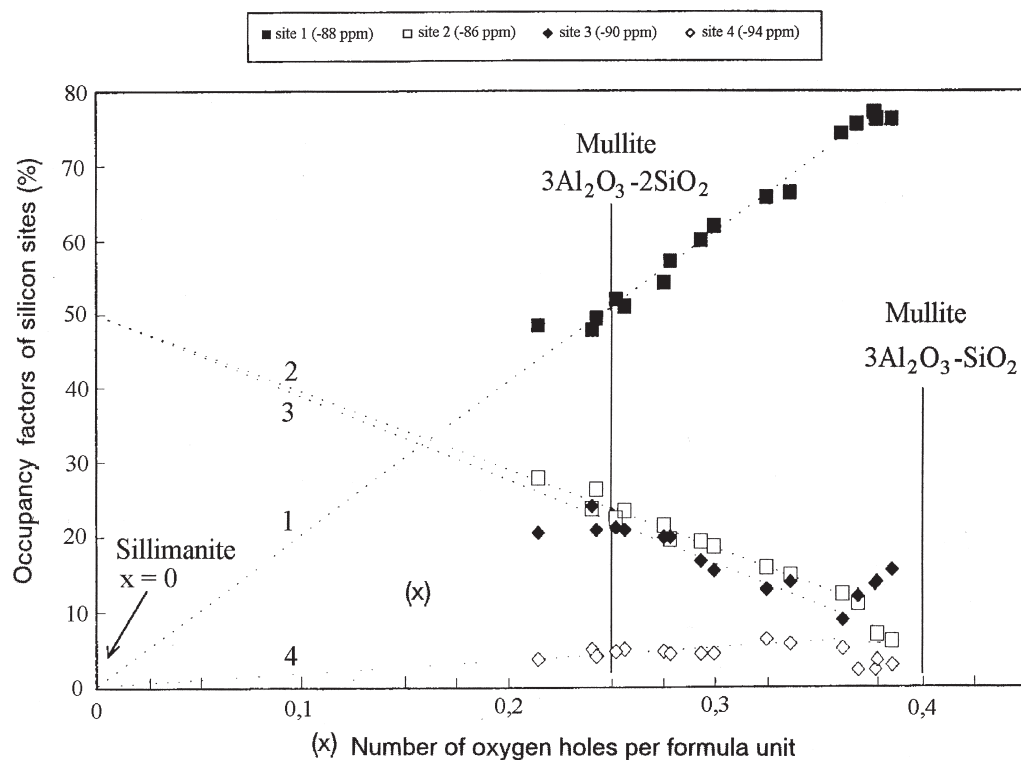 ■ site 1 (-88 ppm) □ site 2 (-86 ppm) ◆ site 3 (-90 ppm) ◇ site 4 (-94 ppm)
80
70
60
50
40
30
20
10
0
Occupancy factors of silicon sites (%)
Mullite
3Al₂O₃-2SiO₂
Mullite
3Al₂O₃-SiO₂
2
3
1
4
Sillimanite
x = 0
(x)
0
0,1
0,2
0,3
0,4
(x) Number of oxygen holes per formula unit